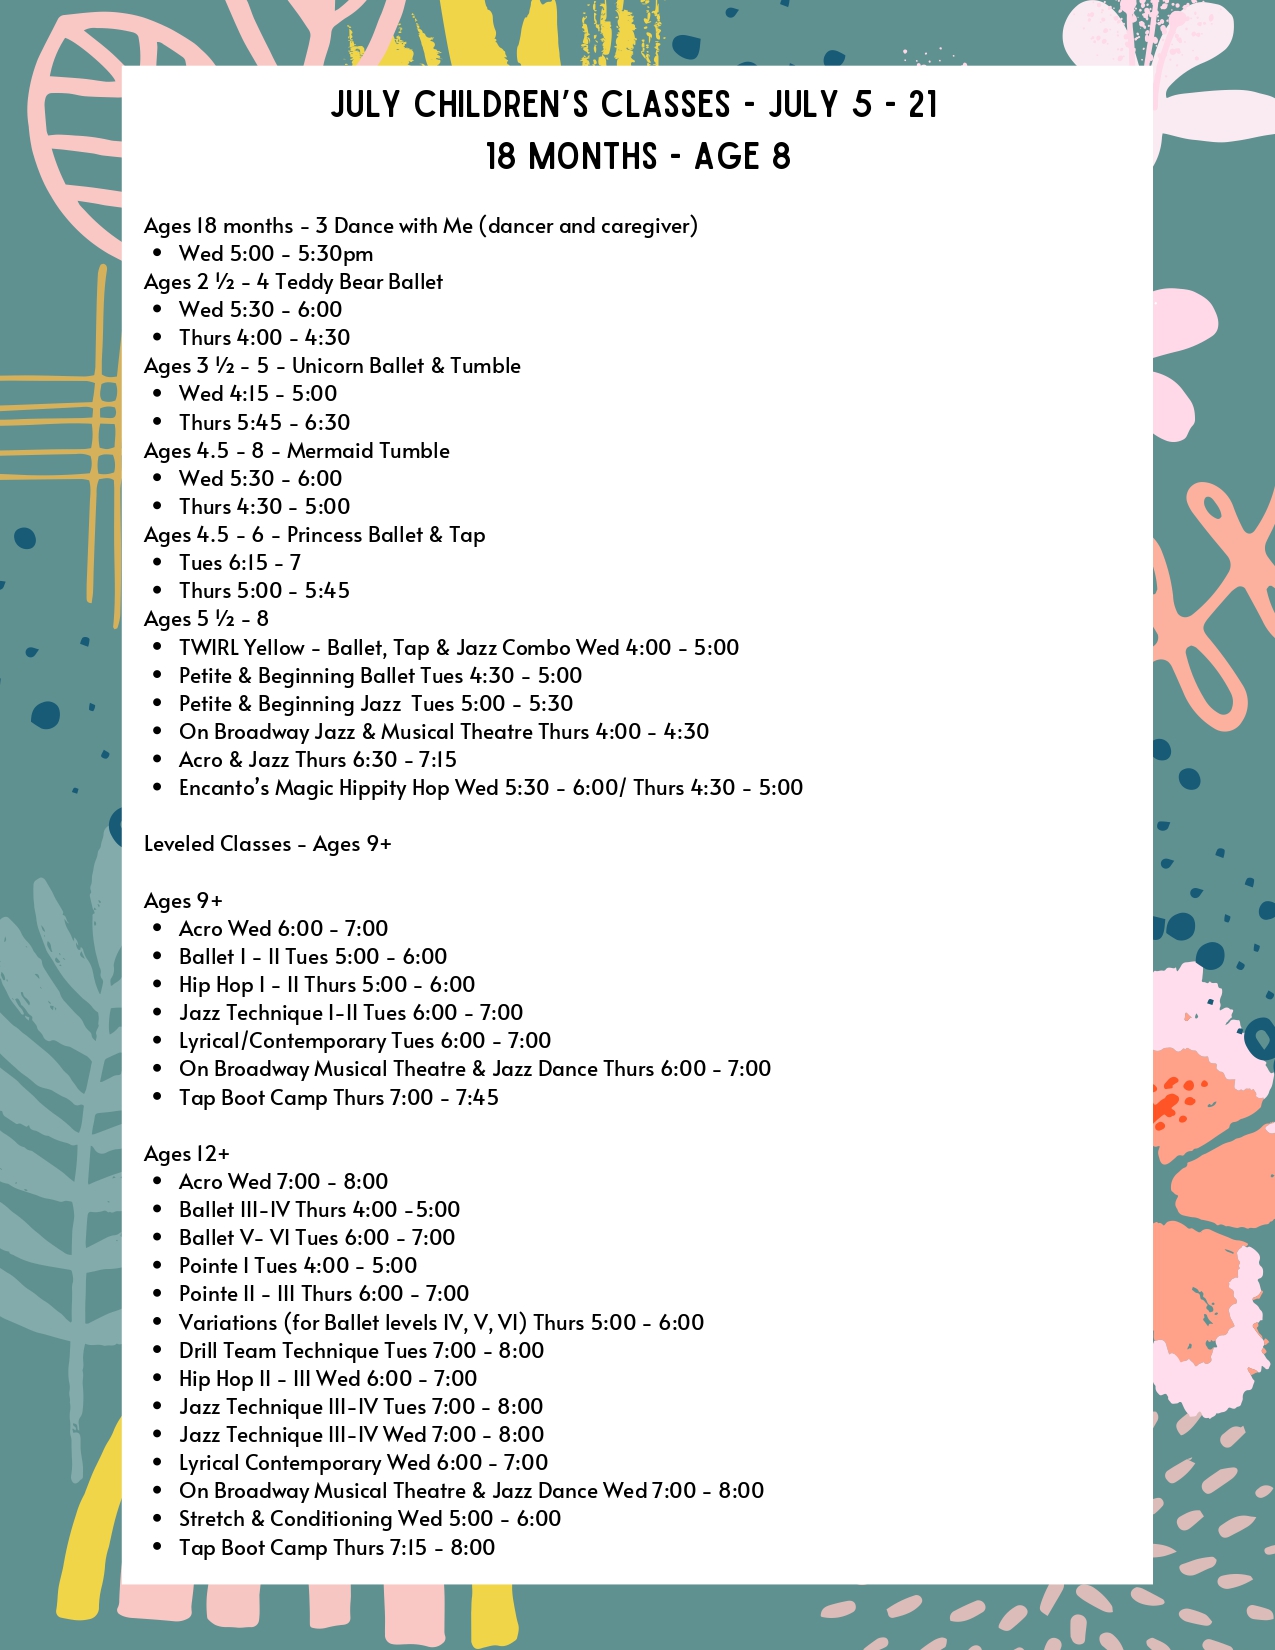 JULY CHILDREN'S CLASSES - JULY 5 - 21
18 MONTHS - AGE 8
Ages 18 months - 3 Dance with Me (dancer and caregiver)
• Wed 5:00 - 5:30pm
Ages 2 ½ - 4 Teddy Bear Ballet
• Wed 5:30 - 6:00
• Thurs 4:00 - 4:30
Ages 3 ½ - 5 - Unicorn Ballet & Tumble
• Wed 4:15 - 5:00
• Thurs 5:45 - 6:30
Ages 4.5 - 8 - Mermaid Tumble
• Wed 5:30 - 6:00
• Thurs 4:30 - 5:00
Ages 4.5 - 6 - Princess Ballet & Tap
• Tues 6:15 - 7
• Thurs 5:00 - 5:45
Ages 5 ½ - 8
• TWIRL Yellow - Ballet, Tap & Jazz Combo Wed 4:00 - 5:00
• Petite & Beginning Ballet Tues 4:30 - 5:00
• Petite & Beginning Jazz  Tues 5:00 - 5:30
• On Broadway Jazz & Musical Theatre Thurs 4:00 - 4:30
• Acro & Jazz Thurs 6:30 - 7:15
• Encanto's Magic Hippity Hop Wed 5:30 - 6:00/ Thurs 4:30 - 5:00
Leveled Classes - Ages 9+
Ages 9+
• Acro Wed 6:00 - 7:00
• Ballet I - II Tues 5:00 - 6:00
• Hip Hop I - II Thurs 5:00 - 6:00
• Jazz Technique I-II Tues 6:00 - 7:00
• Lyrical/Contemporary Tues 6:00 - 7:00
• On Broadway Musical Theatre & Jazz Dance Thurs 6:00 - 7:00
• Tap Boot Camp Thurs 7:00 - 7:45
Ages 12+
• Acro Wed 7:00 - 8:00
• Ballet III-IV Thurs 4:00 -5:00
• Ballet V- VI Tues 6:00 - 7:00
• Pointe I Tues 4:00 - 5:00
• Pointe II - III Thurs 6:00 - 7:00
• Variations (for Ballet levels IV, V, VI) Thurs 5:00 - 6:00
• Drill Team Technique Tues 7:00 - 8:00
• Hip Hop II - III Wed 6:00 - 7:00
• Jazz Technique III-IV Tues 7:00 - 8:00
• Jazz Technique III-IV Wed 7:00 - 8:00
• Lyrical Contemporary Wed 6:00 - 7:00
• On Broadway Musical Theatre & Jazz Dance Wed 7:00 - 8:00
• Stretch & Conditioning Wed 5:00 - 6:00
• Tap Boot Camp Thurs 7:15 - 8:00